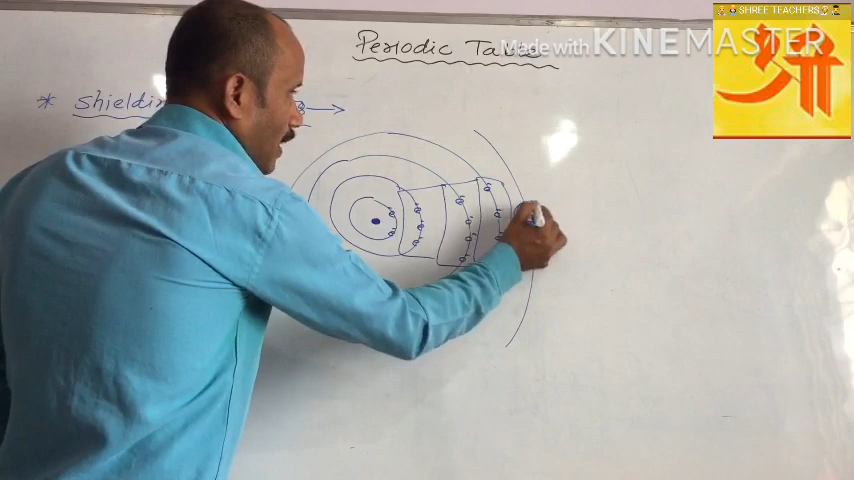 SHREE TEACHERS
Periodic Table
Made with KINEMASTER
श्री
* Shieldin